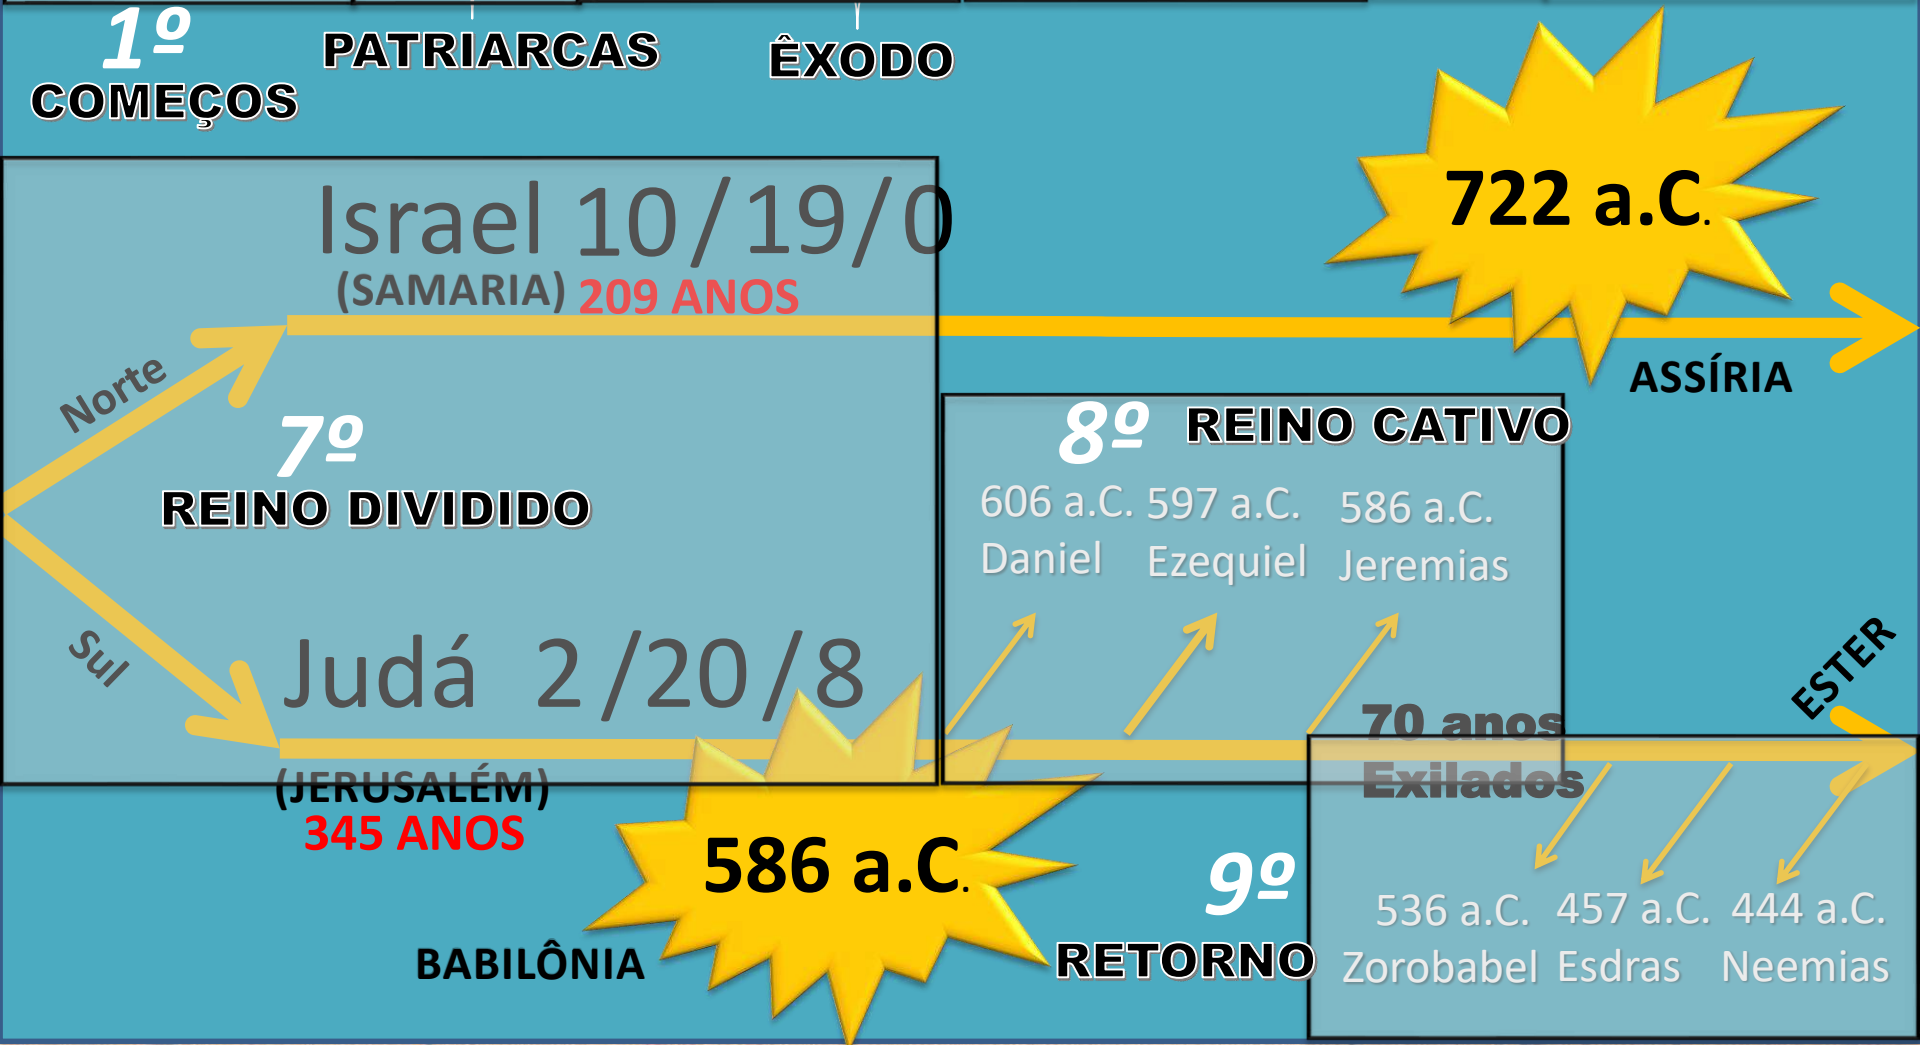 1º
COMEÇOS
PATRIARCAS
ÊXODO
722 a.C.
Israel 10/19/0
(SAMARIA) 209 ANOS
ASSÍRIA
Norte
7º
REINO DIVIDIDO
8º REINO CATIVO
606 a.C. 597 a.C. 586 a.C.
Daniel Ezequiel Jeremias
Sul
Judá 2/20/8
(JERUSALÉM)
345 ANOS
586 a.C.
BABILÔNIA
70 anos
Exilados
ESTER
9º
RETORNO
536 a.C. 457 a.C. 444 a.C.
Zorobabel Esdras Neemias